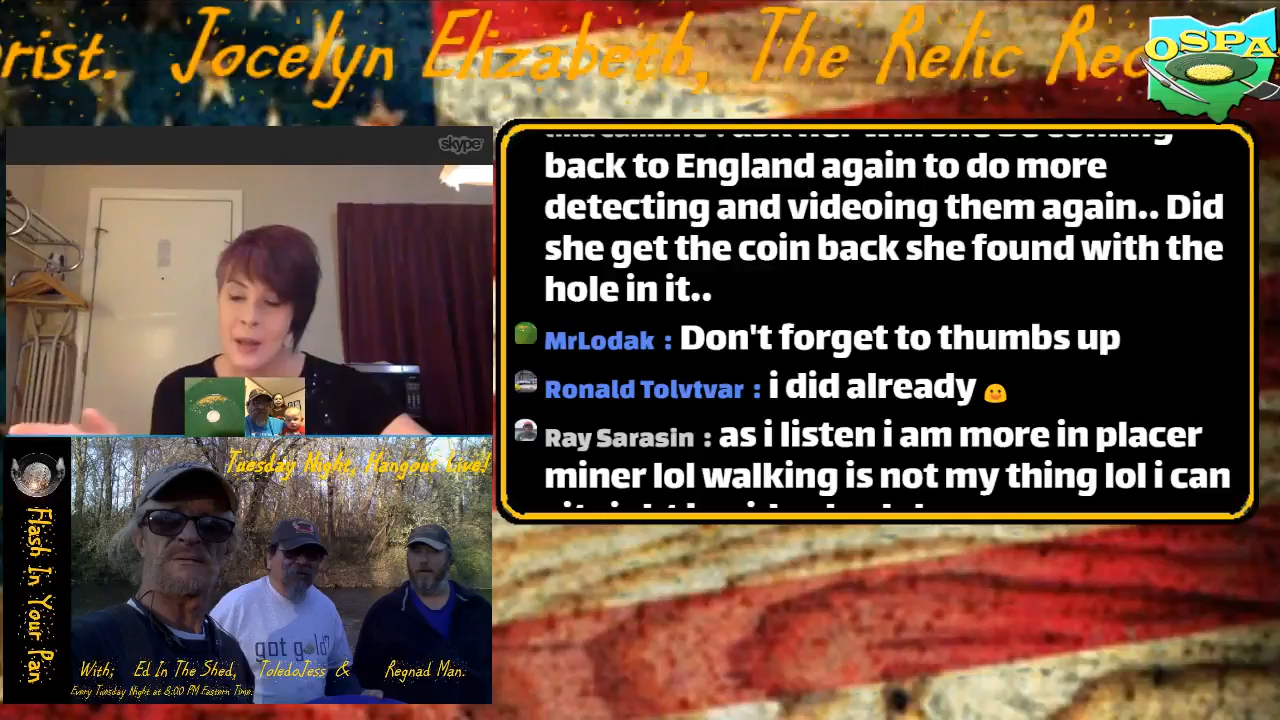 rist. Jocelyn Elizabeth, The Relic Rec
OSPA
skype
back to England again to do more
detecting and videoing them again.. Did
she get the coin back she found with the
hole in it..
MrLodak : Don't forget to thumbs up
Ronald Tolvtvar : i did already
Ray Sarasin : as i listen i am more in placer
miner lol walking is not my thing lol i can
Tuesday Night, Hangout Live!
Flash In Your Pan
got gold?
With; Ed In The Shed, ToledoJess & Regnad Man.
Every Tuesday Night at 8:00 PM Eastern Time.